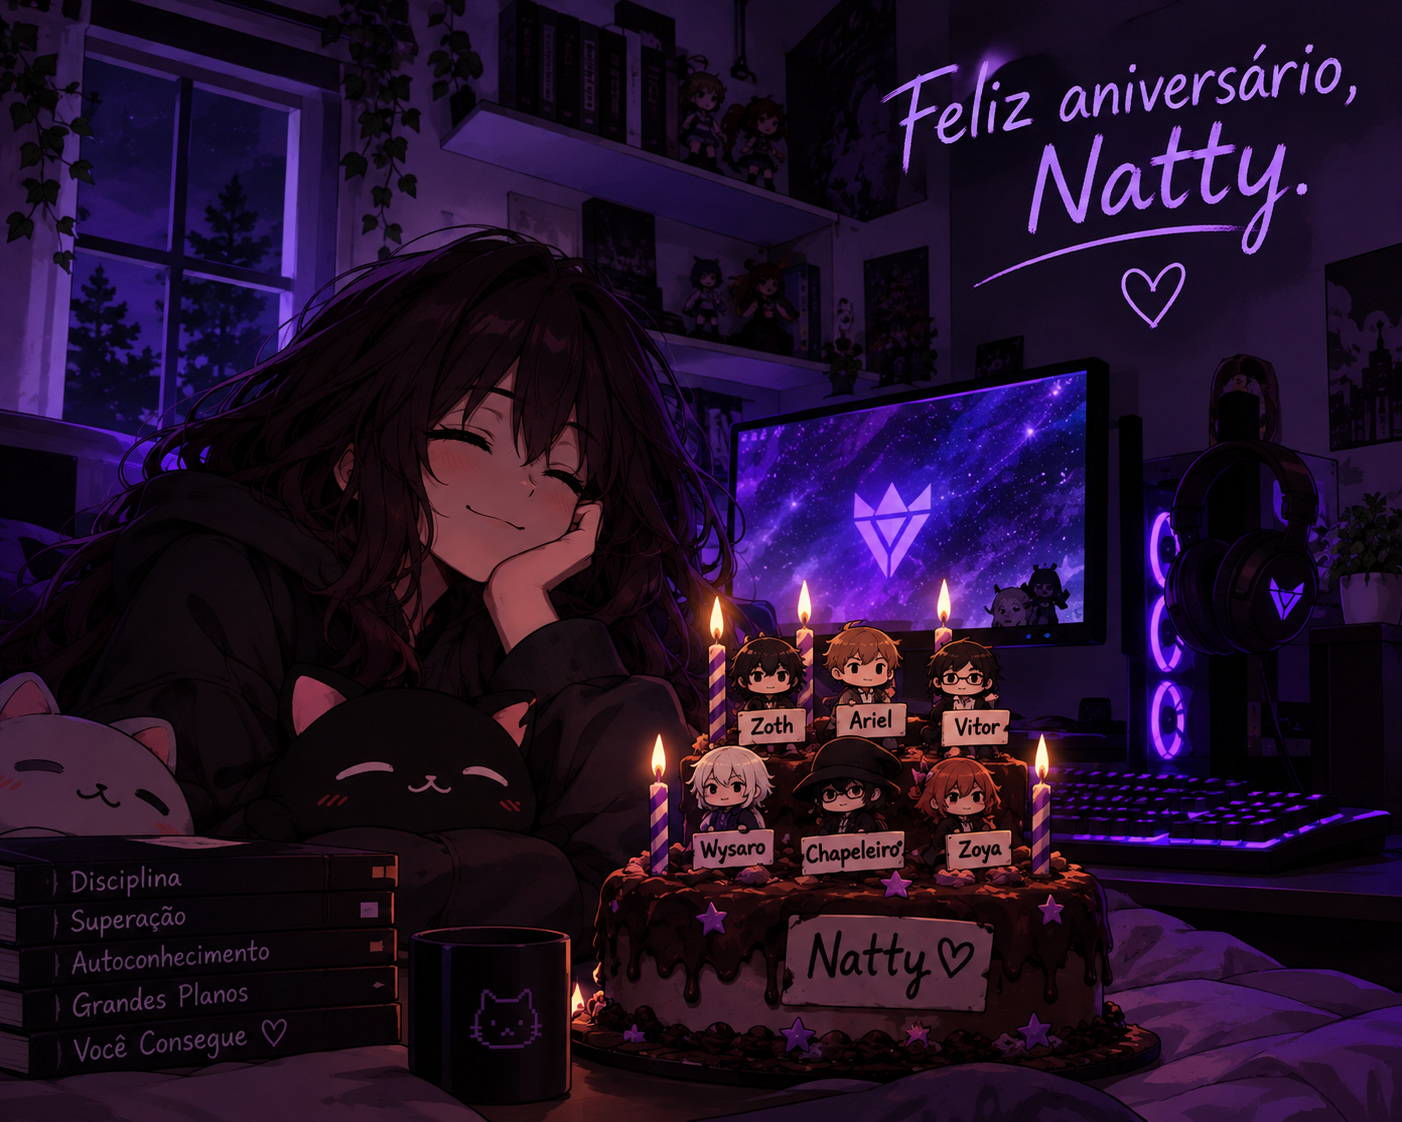 Feliz aniversário,
Natty.
Zoth
Ariel
Vitor
Wysaro
Chapeleiro
Zoya
Natty
Disciplina
Superação
Autoconhecimento
Grandes Planos
Você Consegue